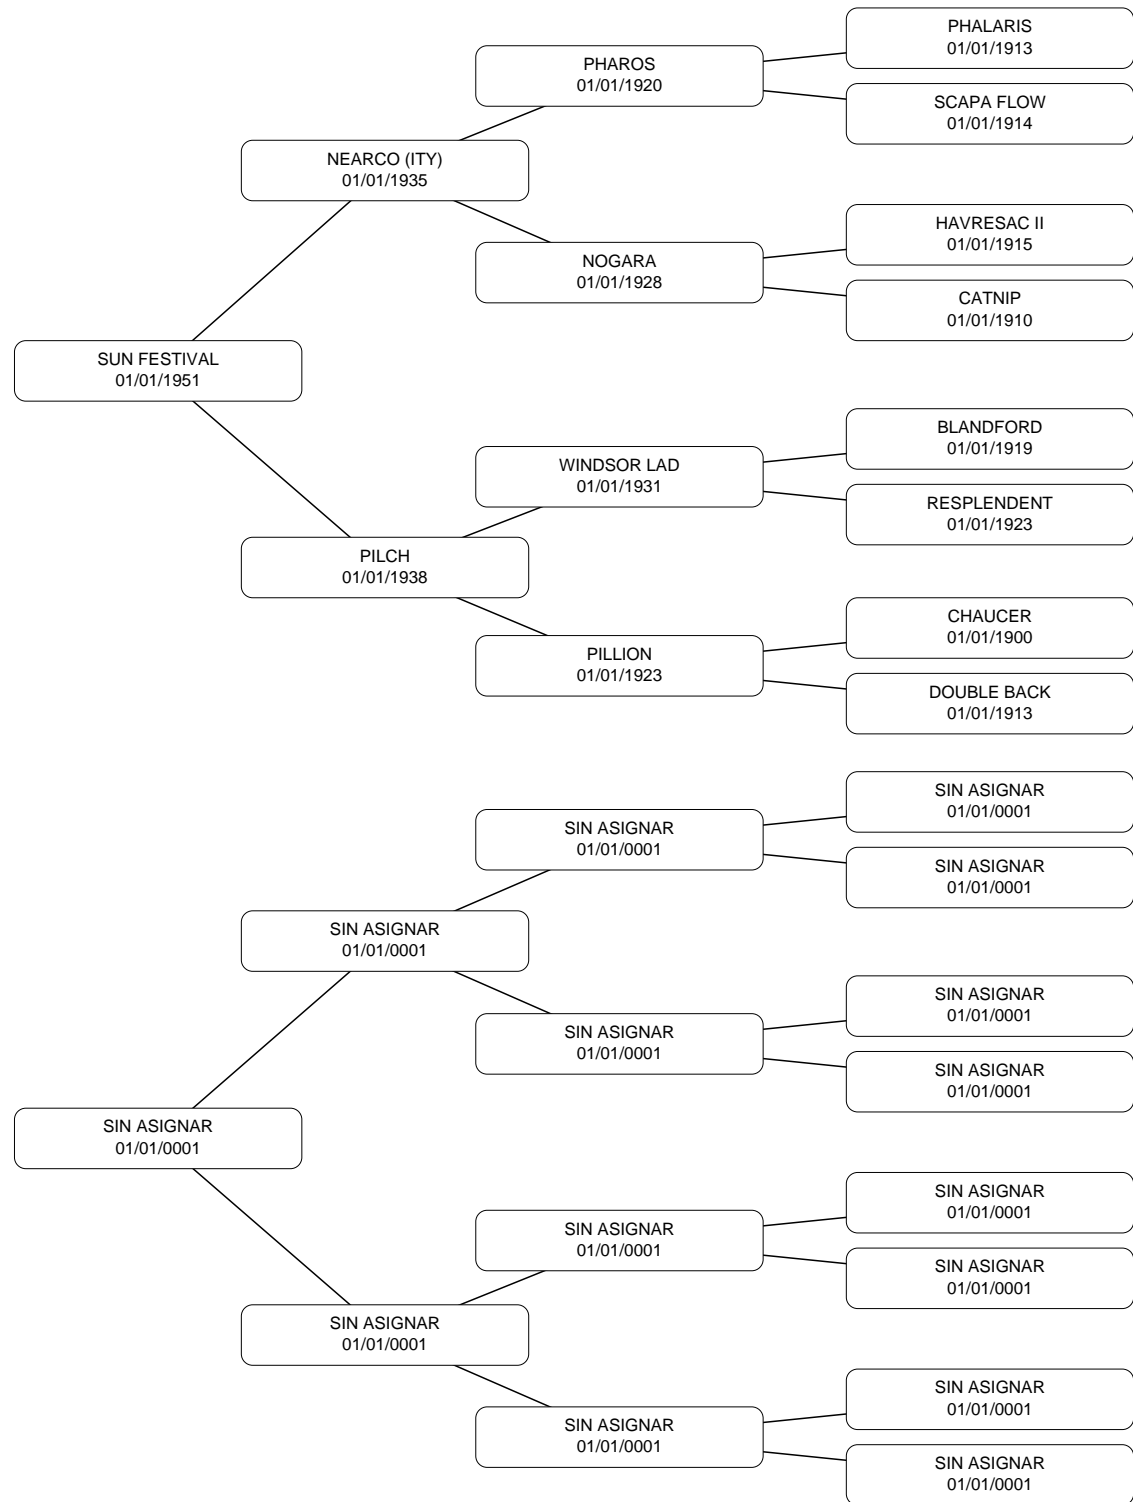 PHALARIS
01/01/1913
PHAROS
01/01/1920
SCAPA FLOW
01/01/1914
NEARCO (ITY)
01/01/1935
HAVRESAC II
01/01/1915
NOGARA
01/01/1928
CATNIP
01/01/1910
SUN FESTIVAL
01/01/1951
BLANDFORD
01/01/1919
WINDSOR LAD
01/01/1931
RESPLENDENT
01/01/1923
PILCH
01/01/1938
CHAUCER
01/01/1900
PILLION
01/01/1923
DOUBLE BACK
01/01/1913
SIN ASIGNAR
01/01/0001
SIN ASIGNAR
01/01/0001
SIN ASIGNAR
01/01/0001
SIN ASIGNAR
01/01/0001
SIN ASIGNAR
01/01/0001
SIN ASIGNAR
01/01/0001
SIN ASIGNAR
01/01/0001
SIN ASIGNAR
01/01/0001
SIN ASIGNAR
01/01/0001
SIN ASIGNAR
01/01/0001
SIN ASIGNAR
01/01/0001
SIN ASIGNAR
01/01/0001
SIN ASIGNAR
01/01/0001
SIN ASIGNAR
01/01/0001
SIN ASIGNAR
01/01/0001